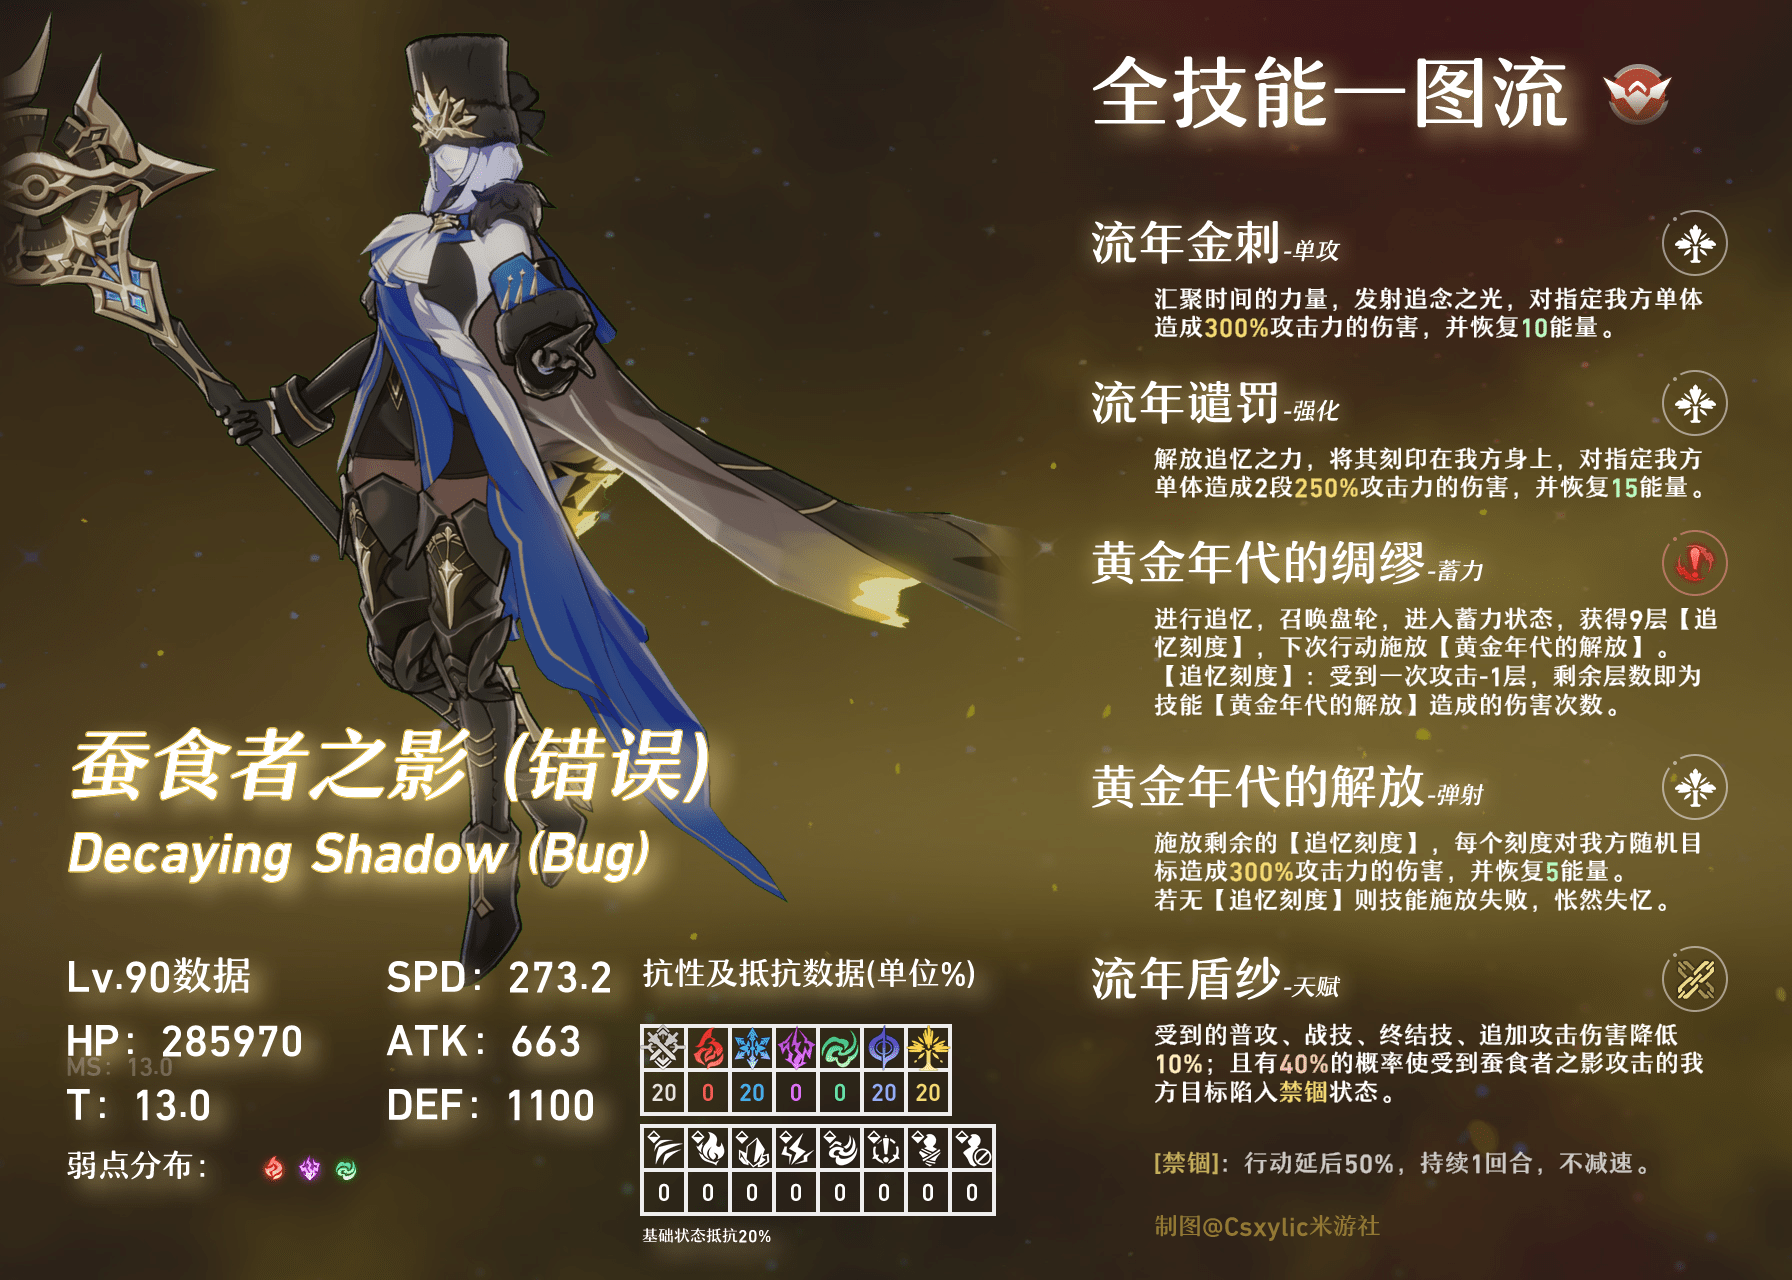 全技能一图流
流年金刺-单攻
汇聚时间的力量，发射追念之光，对指定我方单体
造成300%攻击力的伤害，并恢复10能量。
流年谴罚-强化
解放追忆之力，将其刻印在我方身上，对指定我方
单体造成2段250%攻击力的伤害，并恢复15能量。
黄金年代的绸缪-蓄力
进行追忆，召唤盘轮，进入蓄力状态，获得9层【追
忆刻度】，下次行动施放【黄金年代的解放】。
【追忆刻度】：受到一次攻击-1层，剩余层数即为
技能【黄金年代的解放】造成的伤害次数。
黄金年代的解放-弹射
施放剩余的【追忆刻度】，每个刻度对我方随机目
标造成300%攻击力的伤害，并恢复5能量。
若无【追忆刻度】则技能施放失败，怅然失忆。
流年盾纱-天赋
受到的普攻、战技、终结技、追加攻击伤害降低
10%；且有40%的概率使受到蚕食者之影攻击的我
方目标陷入禁锢状态。
[禁锢]：行动延后50%，持续1回合，不减速。
制图@Csxylic米游社
蚕食者之影 (错误)
Decaying Shadow (Bug)
Lv.90数据
SPD：273.2
HP：285970
ATK：663
MS：13.0
T：13.0
DEF：1100
弱点分布：
抗性及抵抗数据(单位%)
20 0 20 0 0 20 20
0 0 0 0 0 0 0 0
基础状态抵抗20%